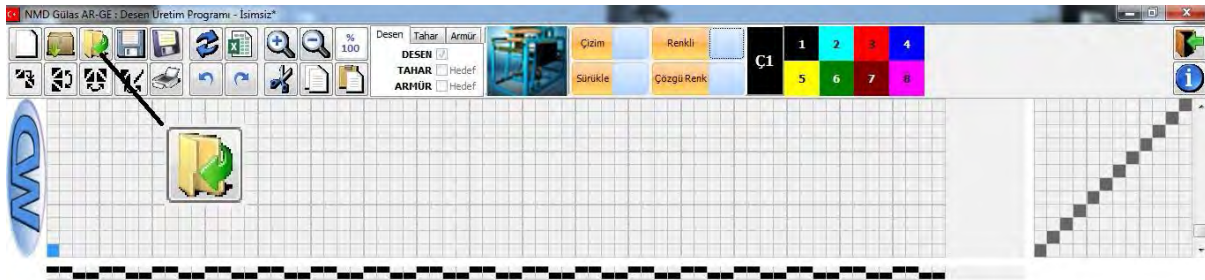 NMD Gülas AR-GE : Desen Üretim Programı - İsimsiz*
% 100
Desen Tahar Armür
DESEN
TAHAR Hedef
ARMÜR Hedef
Çizim Renkli
Sürükle Çözgü Renk
Ç1
1 2 3 4
5 6 7 8